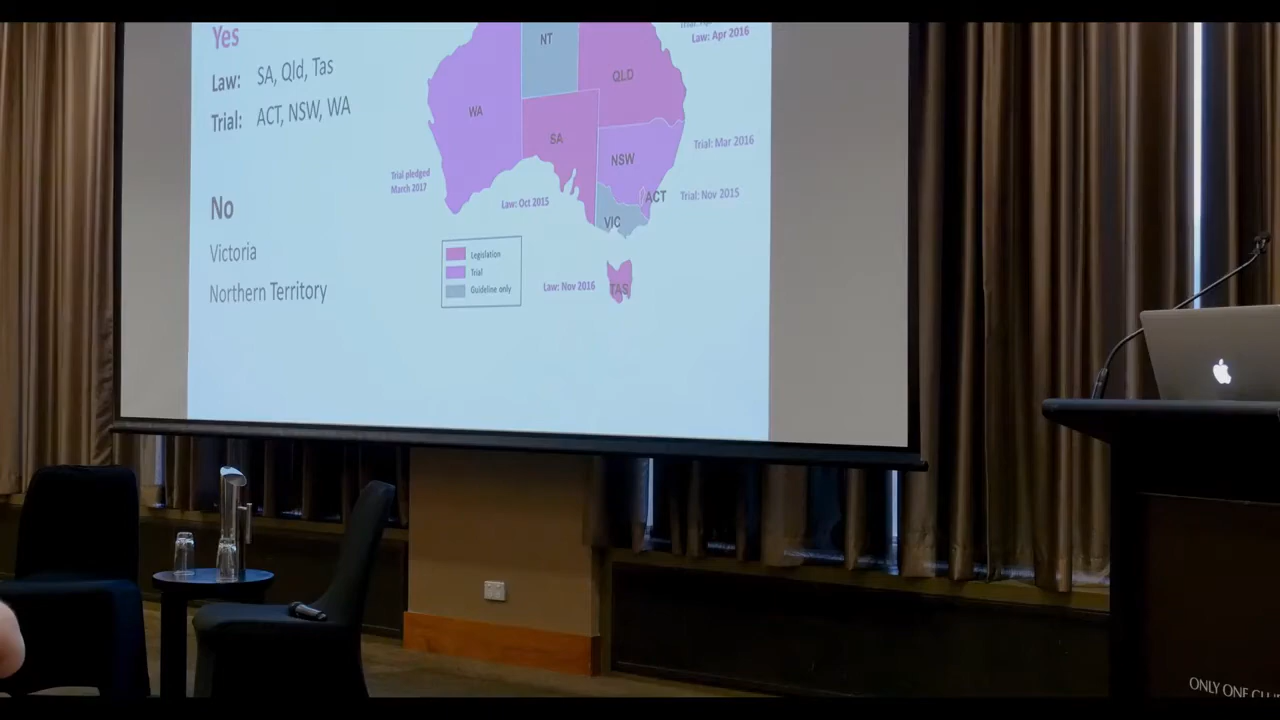 Yes
Law: SA, Qld, Tas
Trial: ACT, NSW, WA
No
Victoria
Northern Territory
NT
Law: Apr 2016
QLD
WA
SA
Trial: Mar 2016
NSW
Trial pledged
March 2017
Law: Oct 2015
ACT
Trial: Nov 2015
VIC
Legislation
Trial
Guideline only
Law: Nov 2016
TAS
ONLY ONE